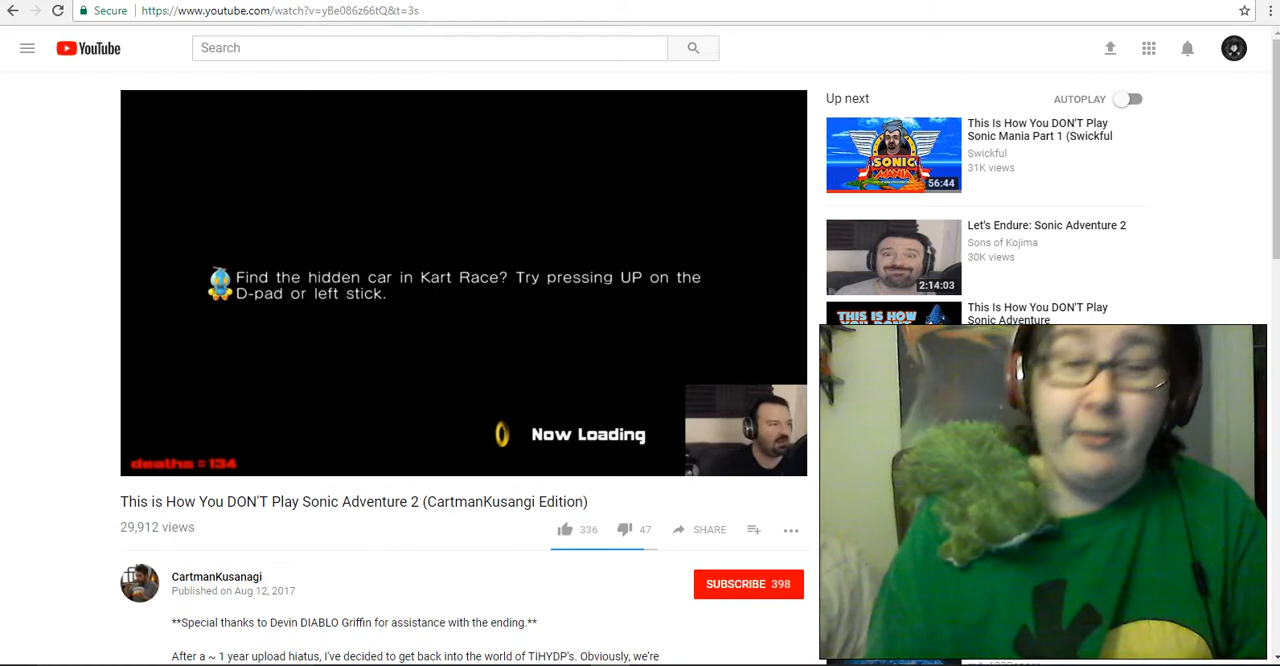 Secure
https://www.youtube.com/watch?v=yBe086z66tQ&t=3s
YouTube
Search
Find the hidden car in Kart Race? Try pressing UP on the
D-pad or left stick.
Now Loading
deaths = 134
This is How You DON'T Play Sonic Adventure 2 (CartmanKusangi Edition)
29,912 views
336
47
SHARE
CartmanKusanagi
Published on Aug 12, 2017
SUBSCRIBE 398
**Special thanks to Devin DIABLO Griffin for assistance with the ending.**
After a ~ 1 year upload hiatus, I've decided to get back into the world of TIHYDP's. Obviously, we're
Up next
AUTOPLAY
SONIC
MANIA
56:44
This Is How You DON'T Play
Sonic Mania Part 1 (Swickful
Swickful
31K views
2:14:03
Let's Endure: Sonic Adventure 2
Sons of Kojima
30K views
THIS IS HOW
This Is How You DON'T Play
Sonic Adventure